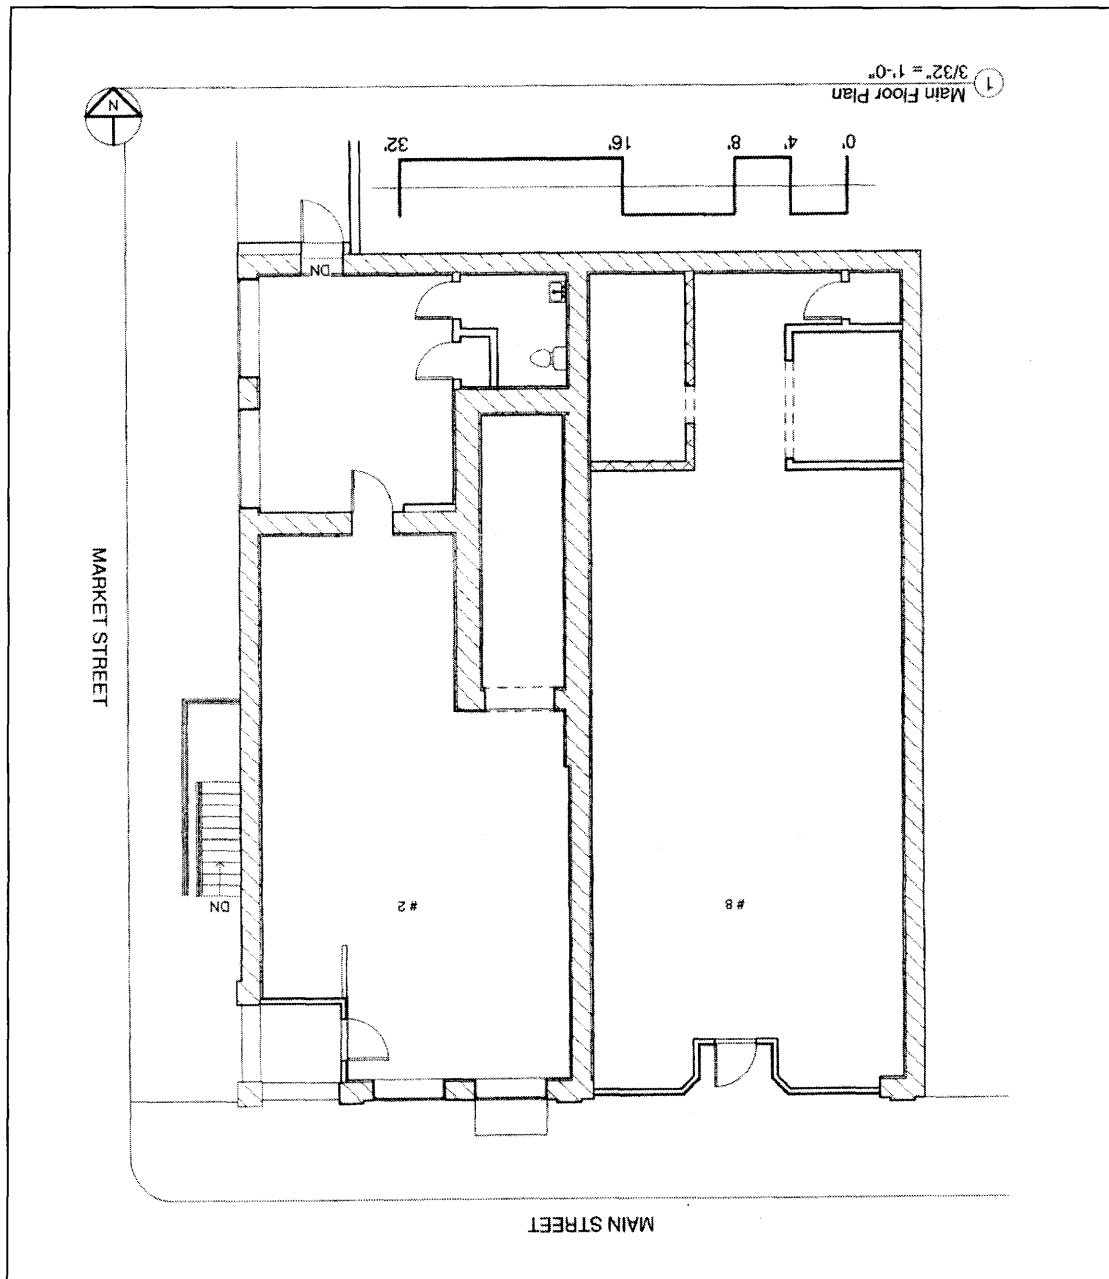 MAIN STREET
# 8
# 2
DN
MARKET STREET
DN
0' 4' 8' 16' 32'
1
Main Floor Plan
3/32" = 1'-0"
N